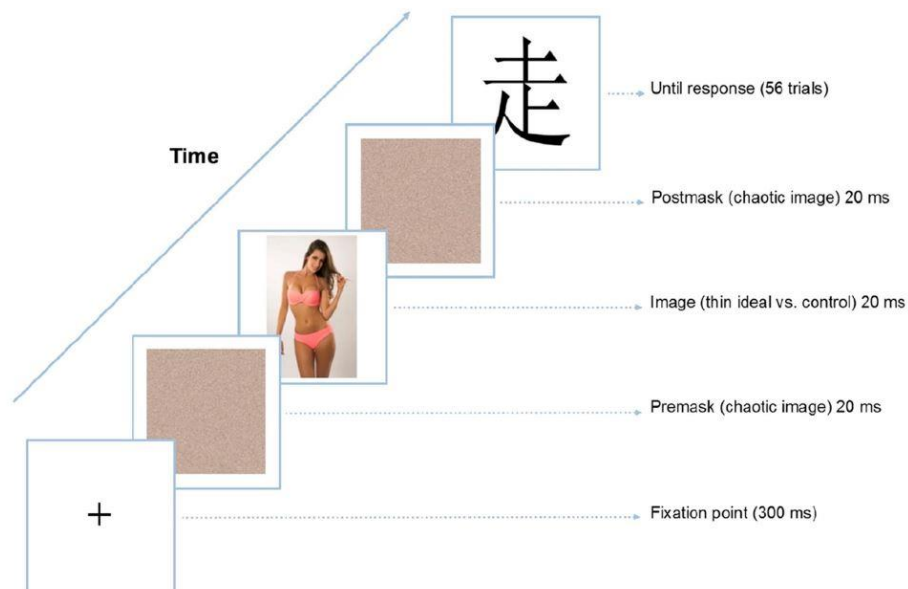 走
Until response (56 trials)
Time
Postmask (chaotic image) 20 ms
Image (thin ideal vs. control) 20 ms
Premask (chaotic image) 20 ms
+
Fixation point (300 ms)